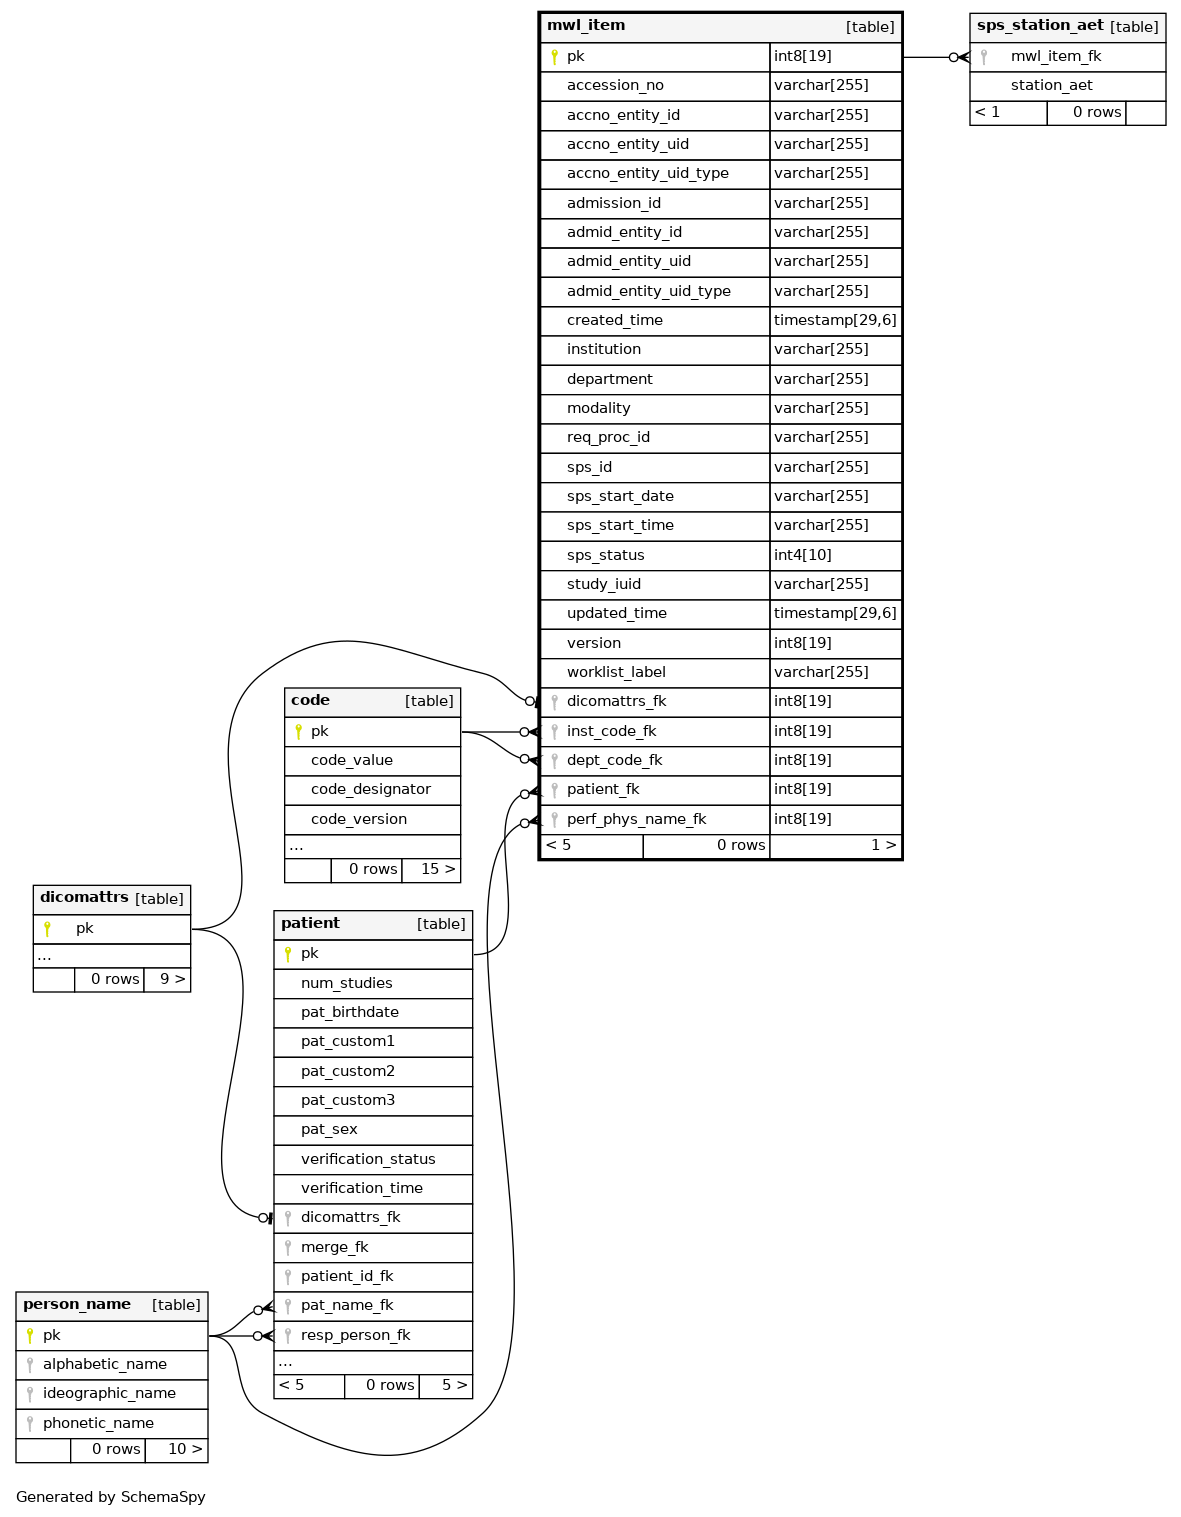 mwl_item [table]
pk int8[19]
accession_no varchar[255]
accno_entity_id varchar[255]
accno_entity_uid varchar[255]
accno_entity_uid_type varchar[255]
admission_id varchar[255]
admid_entity_id varchar[255]
admid_entity_uid varchar[255]
admid_entity_uid_type varchar[255]
created_time timestamp[29,6]
institution varchar[255]
department varchar[255]
modality varchar[255]
req_proc_id varchar[255]
sps_id varchar[255]
sps_start_date varchar[255]
sps_start_time varchar[255]
sps_status int4[10]
study_iuid varchar[255]
updated_time timestamp[29,6]
version int8[19]
worklist_label varchar[255]
dicomattrs_fk int8[19]
inst_code_fk int8[19]
dept_code_fk int8[19]
patient_fk int8[19]
perf_phys_name_fk int8[19]
< 5 0 rows 1 >
sps_station_aet [table]
mwl_item_fk
station_aet
< 1 0 rows
code [table]
pk
code_value
code_designator
code_version
...
0 rows 15 >
dicomattrs [table]
pk
...
0 rows 9 >
patient [table]
pk
num_studies
pat_birthdate
pat_custom1
pat_custom2
pat_custom3
pat_sex
verification_status
verification_time
dicomattrs_fk
merge_fk
patient_id_fk
pat_name_fk
resp_person_fk
...
< 5 0 rows 5 >
person_name [table]
pk
alphabetic_name
ideographic_name
phonetic_name
0 rows 10 >
Generated by SchemaSpy